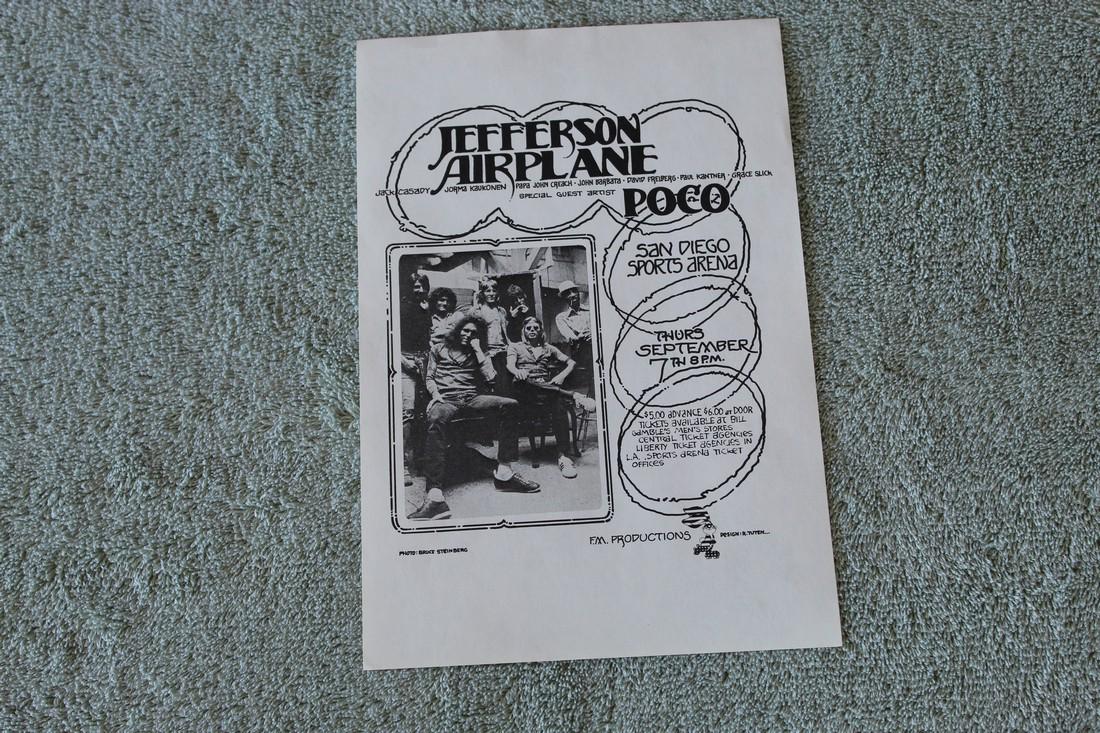 JEFFERSON
AIRPLANE
JACK CASADY JORMA KAUKONEN PAPA JOHN CREACH · JOHN BARBATA · DAVID FREIBERG · PAUL KANTNER · GRACE SLICK
SPECIAL GUEST ARTIST POCO
SAN DIEGO
SPORTS ARENA
THURS
SEPTEMBER
7TH 8 P.M.
$5.00 ADVANCE $6.00 AT DOOR
TICKETS AVAILABLE AT BILL
GAMBLE'S MEN'S STORES
CENTRAL TICKET AGENCIES
LIBERTY TICKET AGENCIES IN
L.A. SPORTS ARENA TICKET
OFFICES
F.M. PRODUCTIONS
DESIGN: R. TUTEN
PHOTO: BRUCE STEINBERG